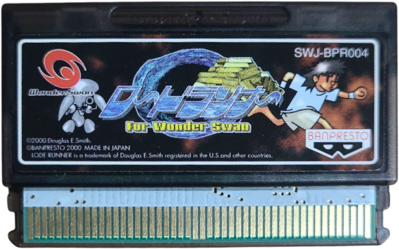 SWJ-BPR004
WonderSwan
ロードランナー
For Wonder Swan
©2000 Douglas E.Smith.
©BANPRESTO 2000 MADE IN JAPAN
LODE RUNNER is a trademark of Douglas E.Smith registered in the U.S.and other countries.
BANPRESTO